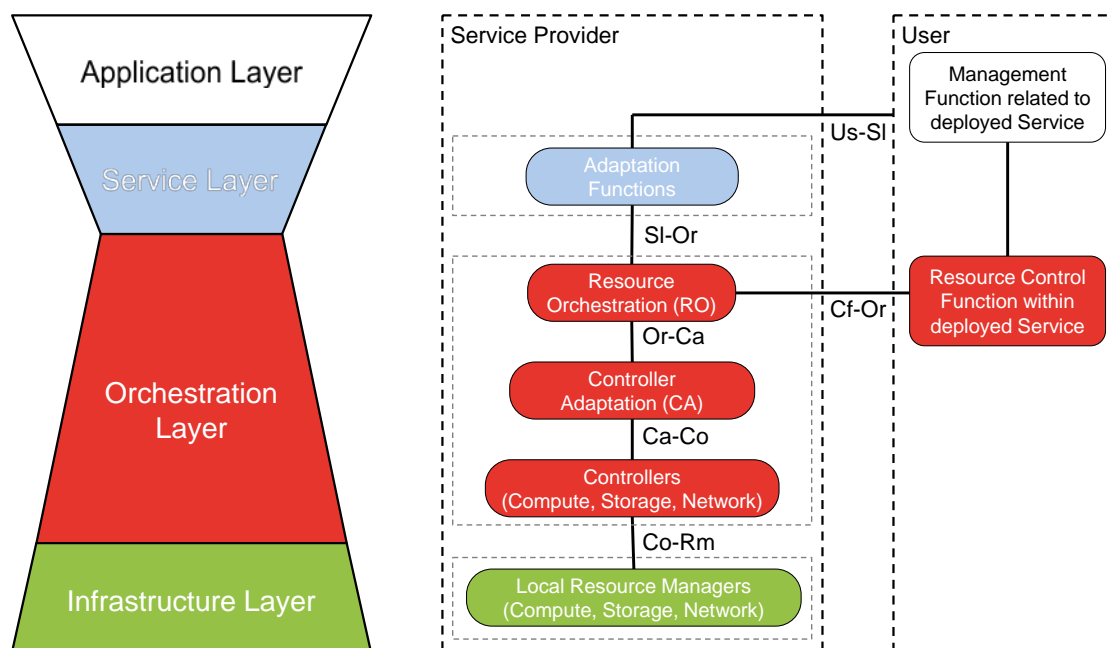 Application Layer
Service Layer
Orchestration
Layer
Infrastructure Layer
Service Provider
Adaptation
Functions
Sl-Or
Resource
Orchestration (RO)
Or-Ca
Controller
Adaptation (CA)
Ca-Co
Controllers
(Compute, Storage, Network)
Co-Rm
Local Resource Managers
(Compute, Storage, Network)
Us-Sl
Cf-Or
User
Management
Function related to
deployed Service
Resource Control
Function within
deployed Service